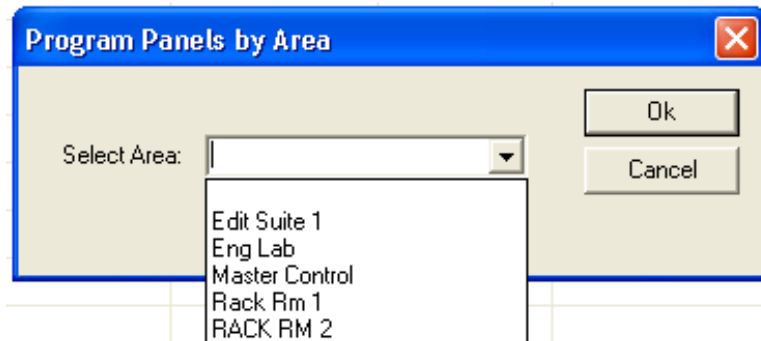 Program Panels by Area
Ok
Select Area:
Cancel
Edit Suite 1
Eng Lab
Master Control
Rack Rm 1
RACK RM 2